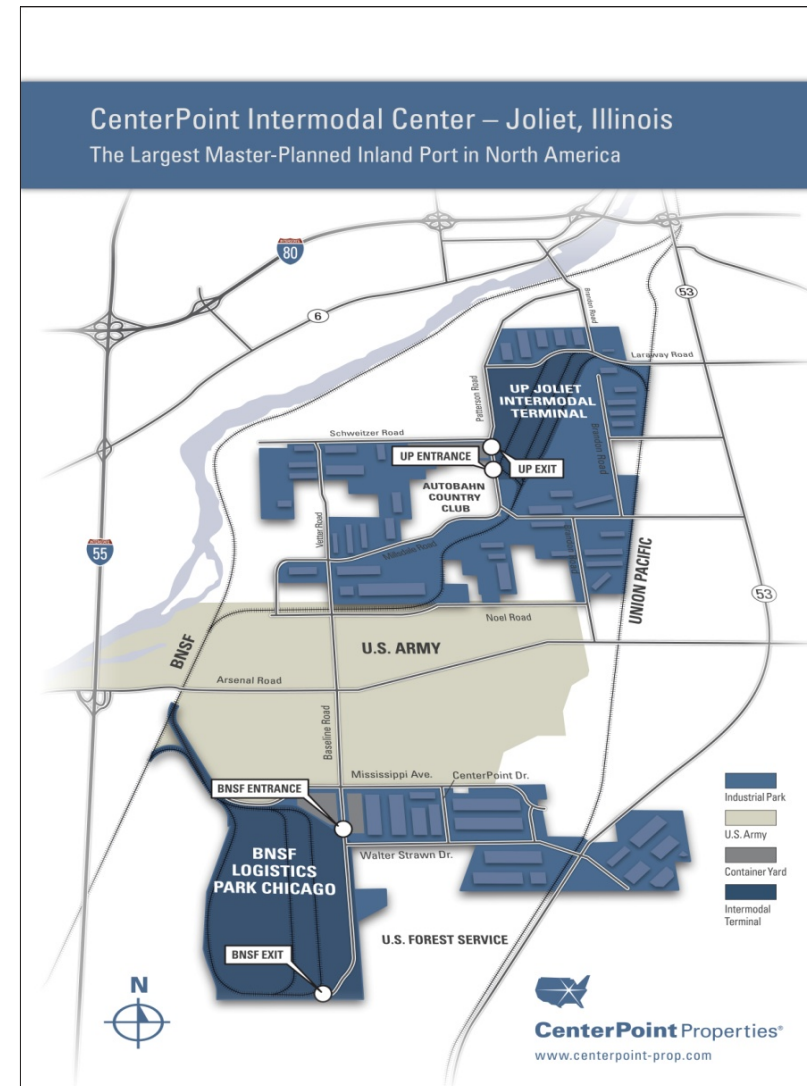 CenterPoint Intermodal Center – Joliet, Illinois
The Largest Master-Planned Inland Port in North America
80
6
53
Brandon Road
Laraway Road
Patterson Road
UP JOLIET
INTERMODAL
TERMINAL
Schweitzer Road
UP ENTRANCE
UP EXIT
Brandon Road
AUTOBAHN
COUNTRY
CLUB
Vetter Road
Millsdale Road
55
UNION PACIFIC
53
Noel Road
BNSF
U.S. ARMY
Arsenal Road
Baseline Road
Mississippi Ave.
CenterPoint Dr.
BNSF ENTRANCE
Industrial Park
U.S. Army
Container Yard
Intermodal
Terminal
Walter Strawn Dr.
BNSF
LOGISTICS
PARK CHICAGO
U.S. FOREST SERVICE
BNSF EXIT
N
CenterPoint Properties®
www.centerpoint-prop.com